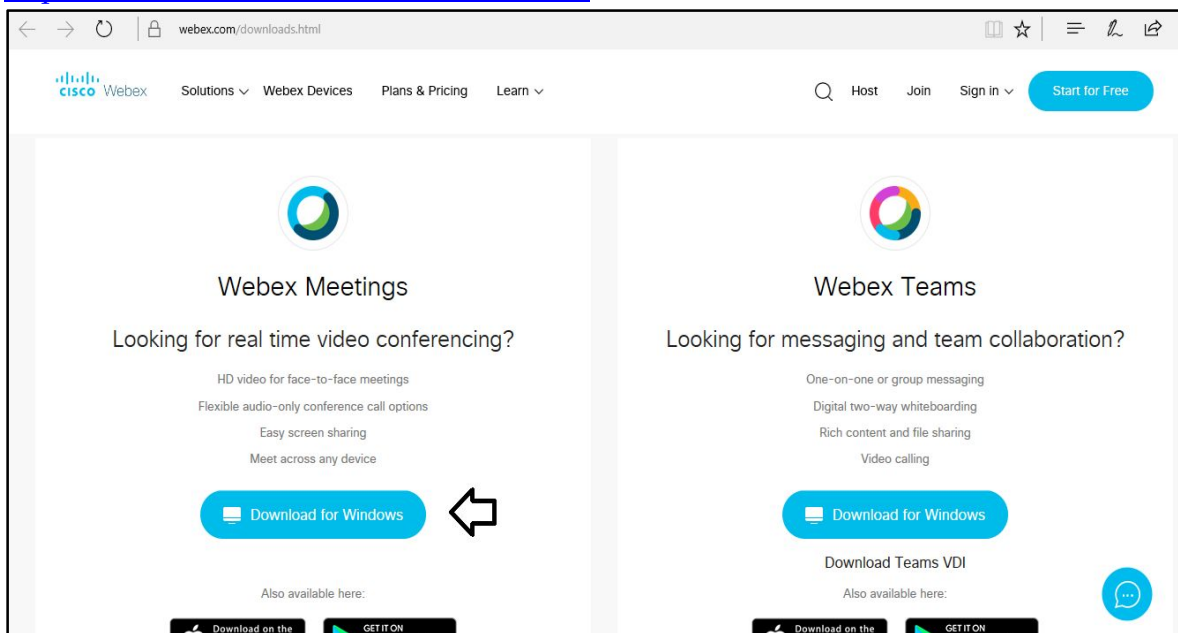 webex.com/downloads.html
cisco Webex Solutions Webex Devices Plans & Pricing Learn Host Join Sign in Start for Free
Webex Meetings
Looking for real time video conferencing?
HD video for face-to-face meetings
Flexible audio-only conference call options
Easy screen sharing
Meet across any device
Download for Windows
Also available here:
Download on the
GET IT ON
Webex Teams
Looking for messaging and team collaboration?
One-on-one or group messaging
Digital two-way whiteboarding
Rich content and file sharing
Video calling
Download for Windows
Download Teams VDI
Also available here:
Download on the
GET IT ON